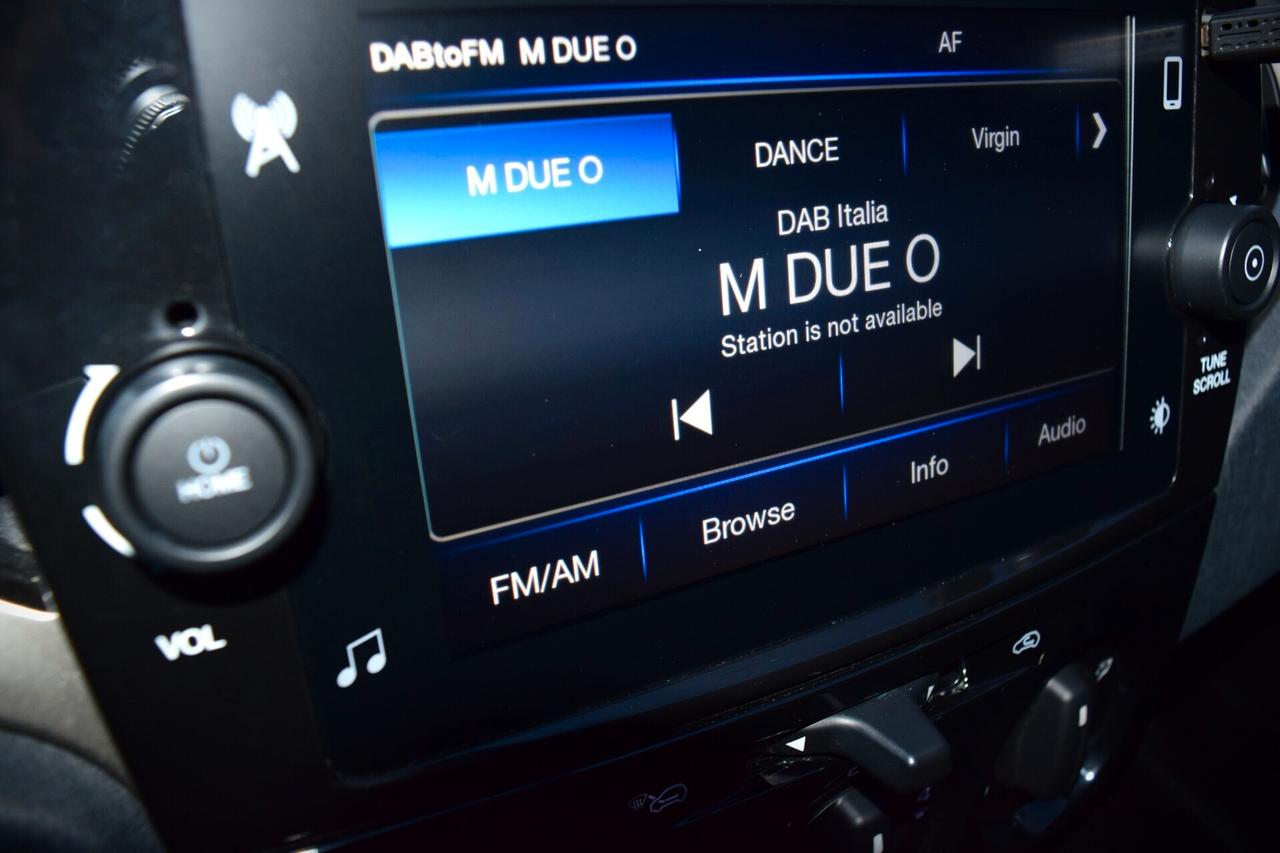 DABtoFM M DUE O AF
M DUE O DANCE Virgin
DAB Italia
M DUE O
Station is not available
FM/AM Browse Info Audio
HOME
VOL
TUNE
SCROLL
4